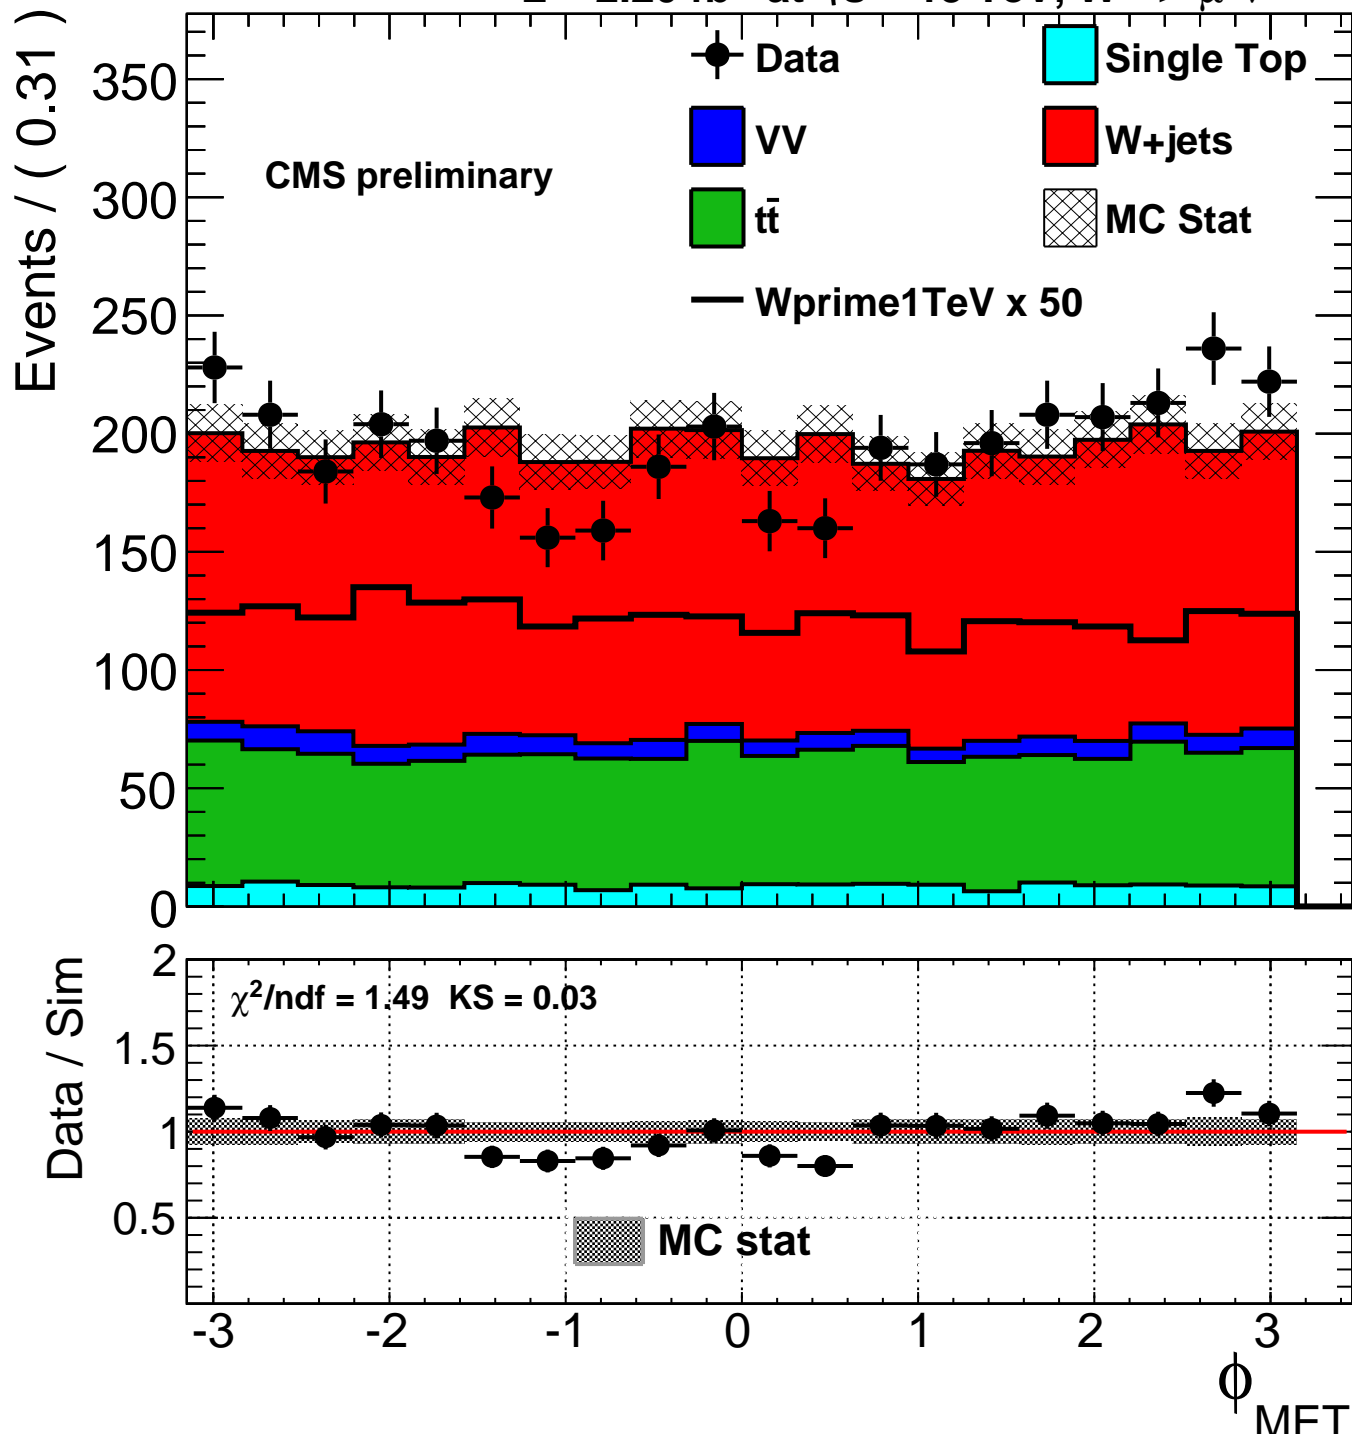 Data
Single Top
VV
W+jets
CMS preliminary
tt̄
MC Stat
Wprime1TeV x 50
Events / ( 0.31 )
350
300
250
200
150
100
50
0
Data / Sim
2
1.5
1
0.5
χ²/ndf = 1.49 KS = 0.03
MC stat
-3 -2 -1 0 1 2 3
ϕ
MET